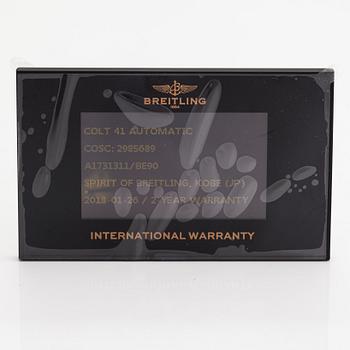 BREITLING
1884
COLT 41 AUTOMATIC
COSC: 2985689
A1731311/BE90
SPIRIT OF BREITLING, KOBE (JP)
2018-01-26 / 2 YEAR WARRANTY
INTERNATIONAL WARRANTY